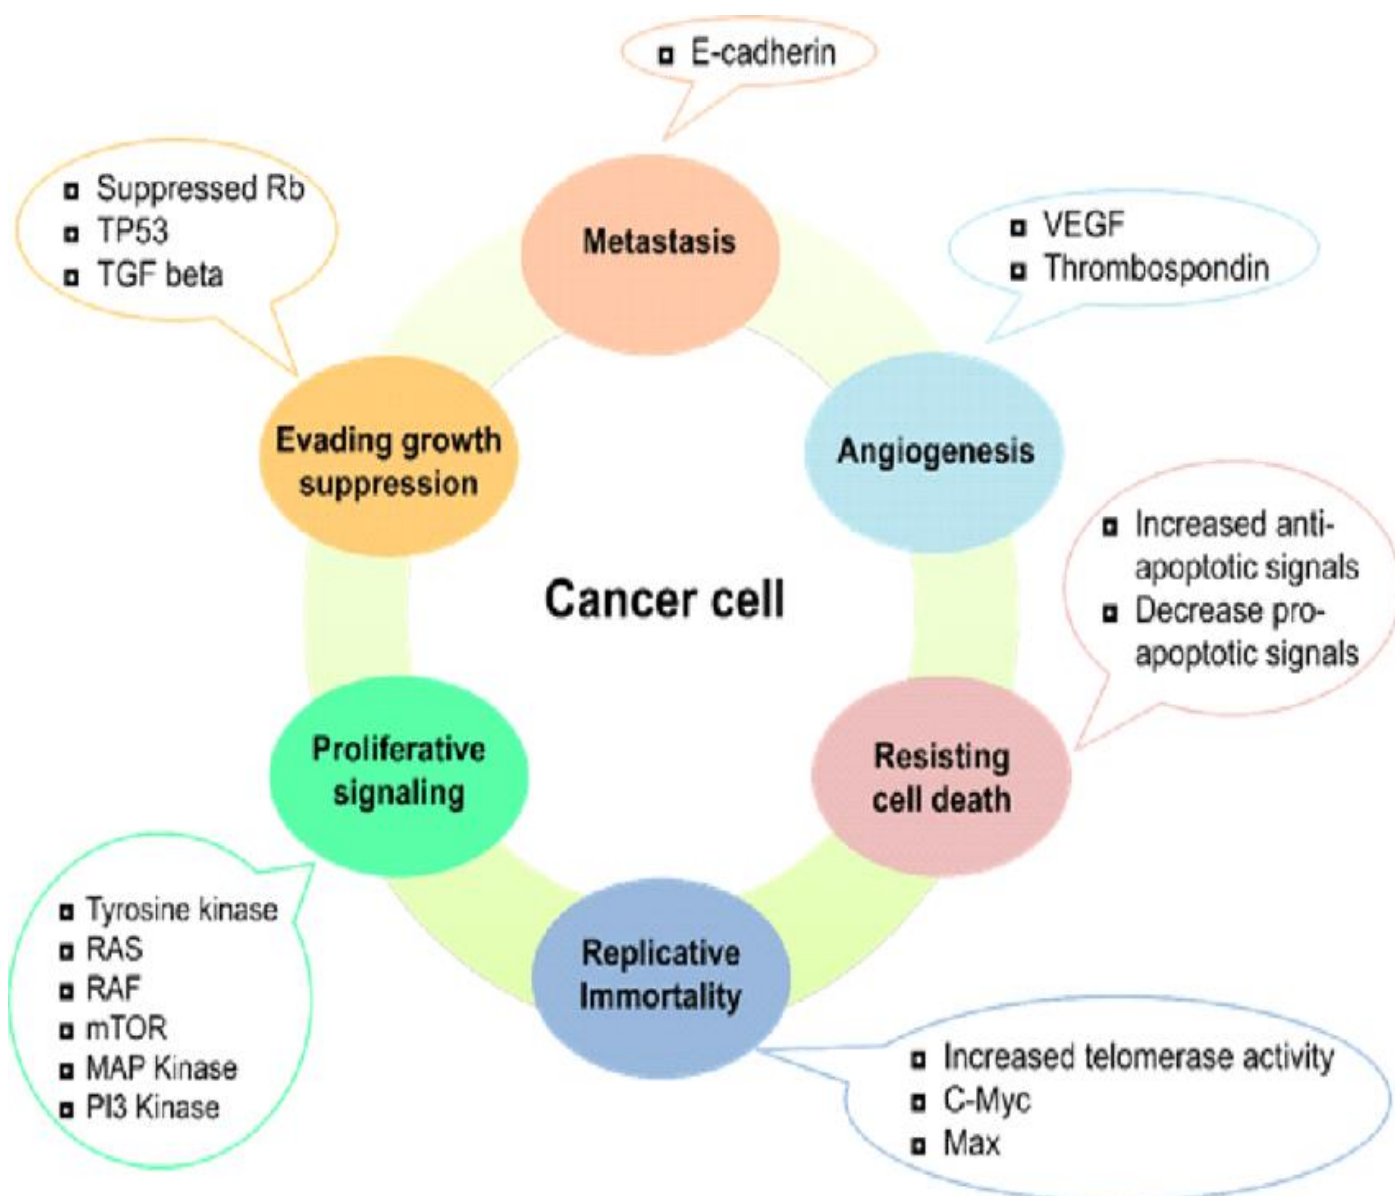 E-cadherin
Metastasis
Suppressed Rb
TP53
TGF beta
VEGF
Thrombospondin
Evading growth
suppression
Angiogenesis
Increased anti-
apoptotic signals
Decrease pro-
apoptotic signals
Cancer cell
Proliferative
signaling
Resisting
cell death
Tyrosine kinase
RAS
RAF
mTOR
MAP Kinase
PI3 Kinase
Replicative
Immortality
Increased telomerase activity
C-Myc
Max